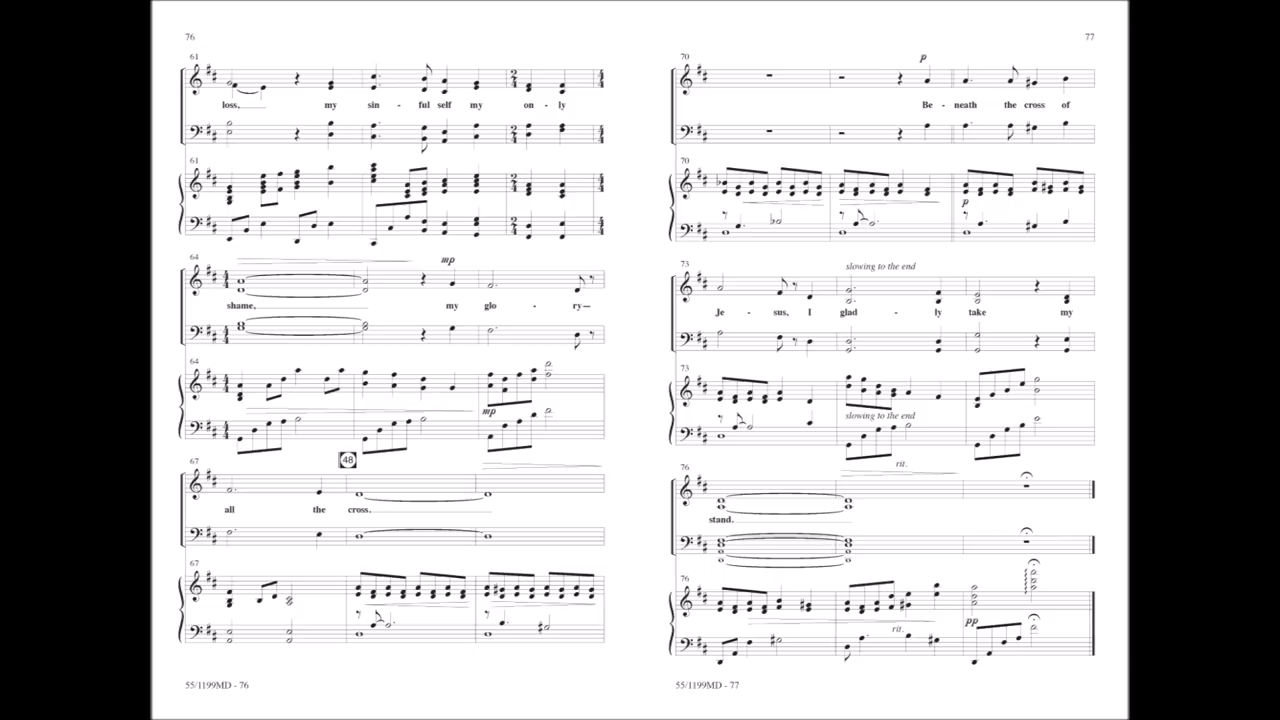 76
61
loss, my sin - ful self my on - ly
61
64
mp
shame, my glo - ry—
64
mp
48
67
all the cross.
67
55/1199MD - 76
77
70
p
Be - neath the cross of
70
p
slowing to the end
73
Je - sus, I glad - ly take my
73
slowing to the end
rit.
76
stand.
76
pp
rit.
55/1199MD - 77